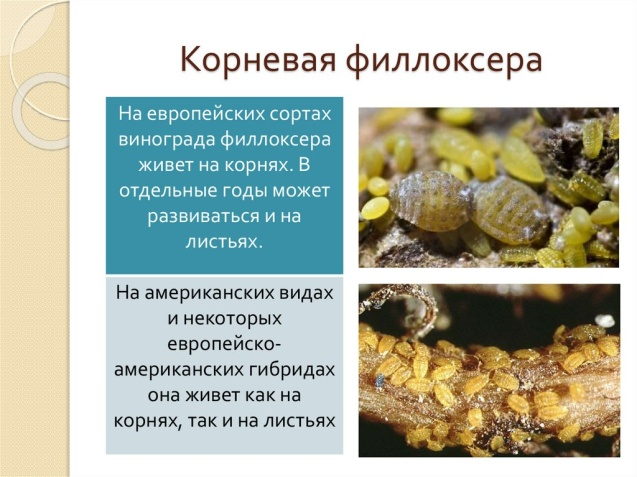 Корневая филлоксера
На европейских сортах
винограда филлоксера
живет на корнях. В
отдельные годы может
развиваться и на
листьях.
На американских видах
и некоторых
европейско-
американских гибридах
она живет как на
корнях, так и на листьях